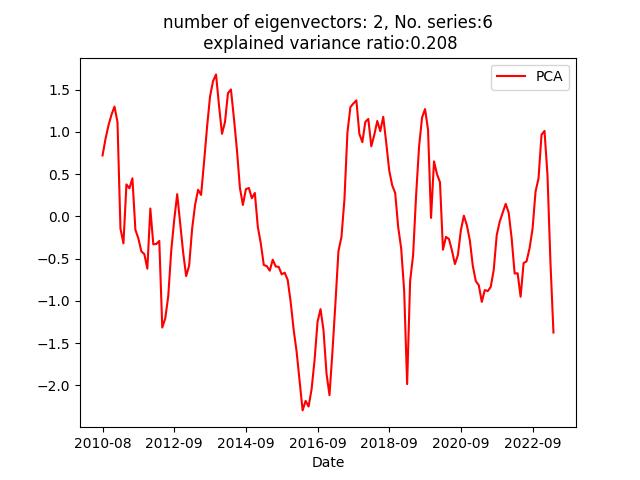 number of eigenvectors: 2, No. series:6
explained variance ratio:0.208
PCA
1.5
1.0
0.5
0.0
−0.5
−1.0
−1.5
−2.0
2010-08 2012-09 2014-09 2016-09 2018-09 2020-09 2022-09
Date